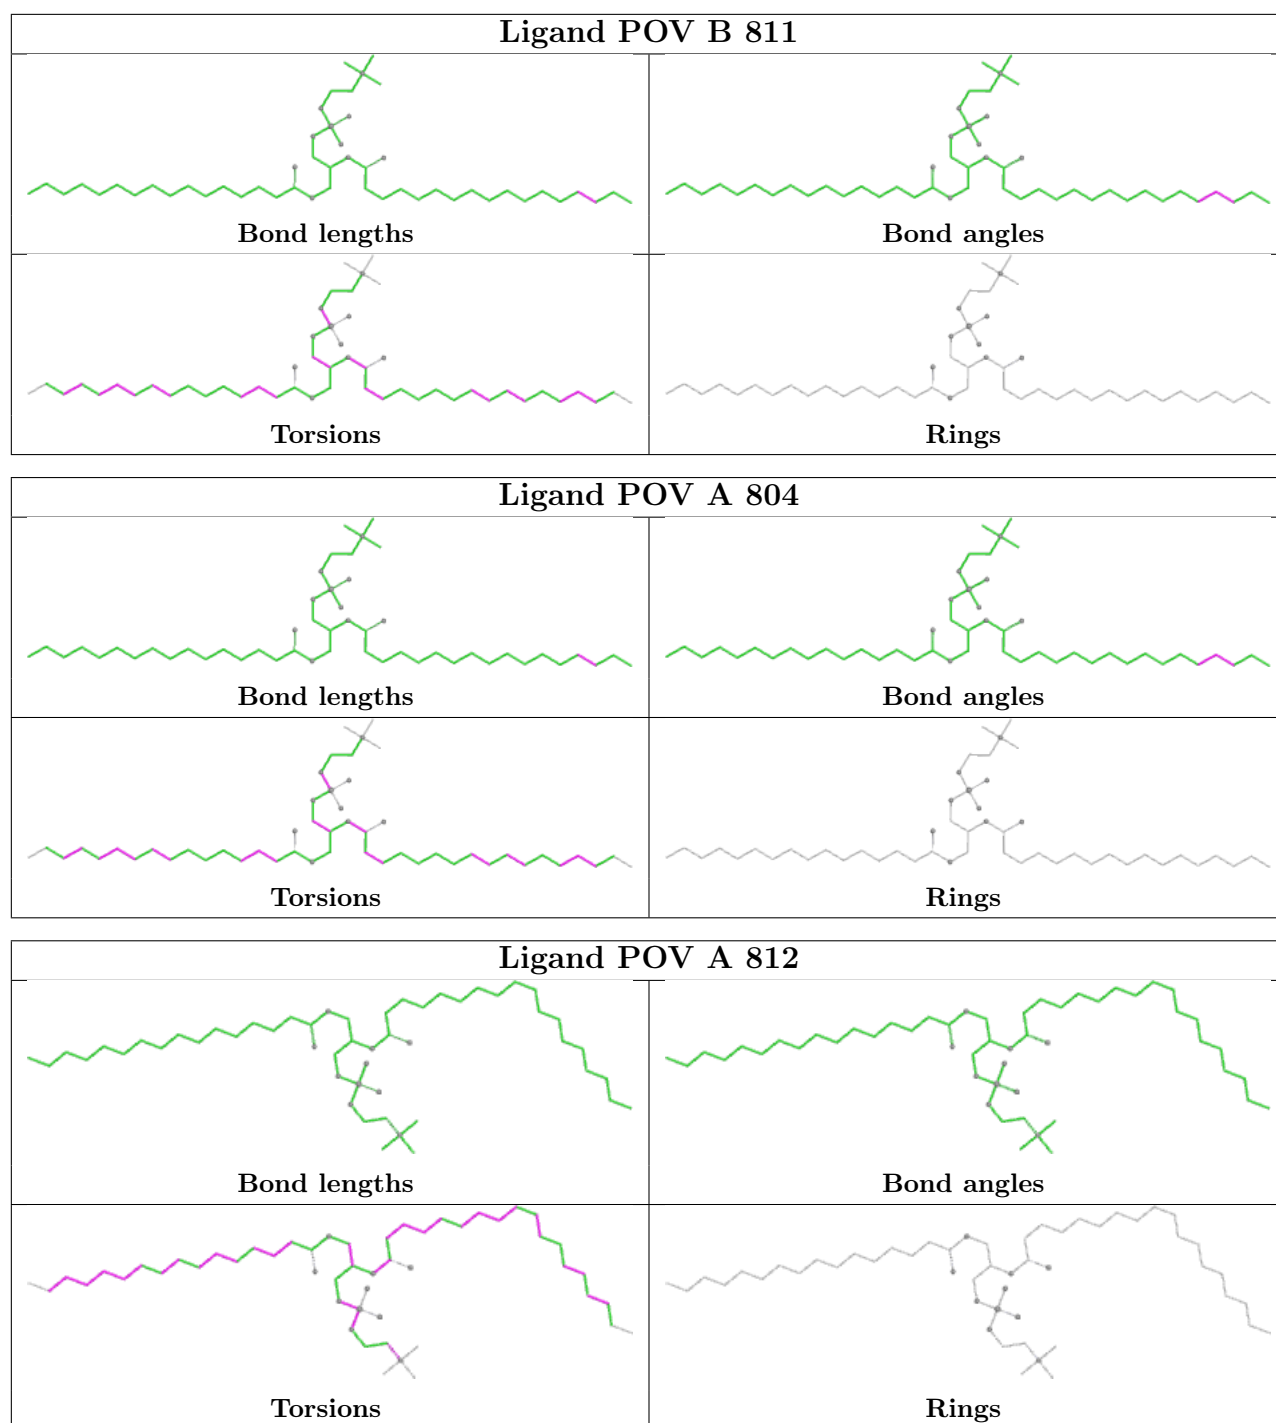 Ligand POV B 811
Bond lengths
Bond angles
Torsions
Rings
Ligand POV A 804
Bond lengths
Bond angles
Torsions
Rings
Ligand POV A 812
Bond lengths
Bond angles
Torsions
Rings